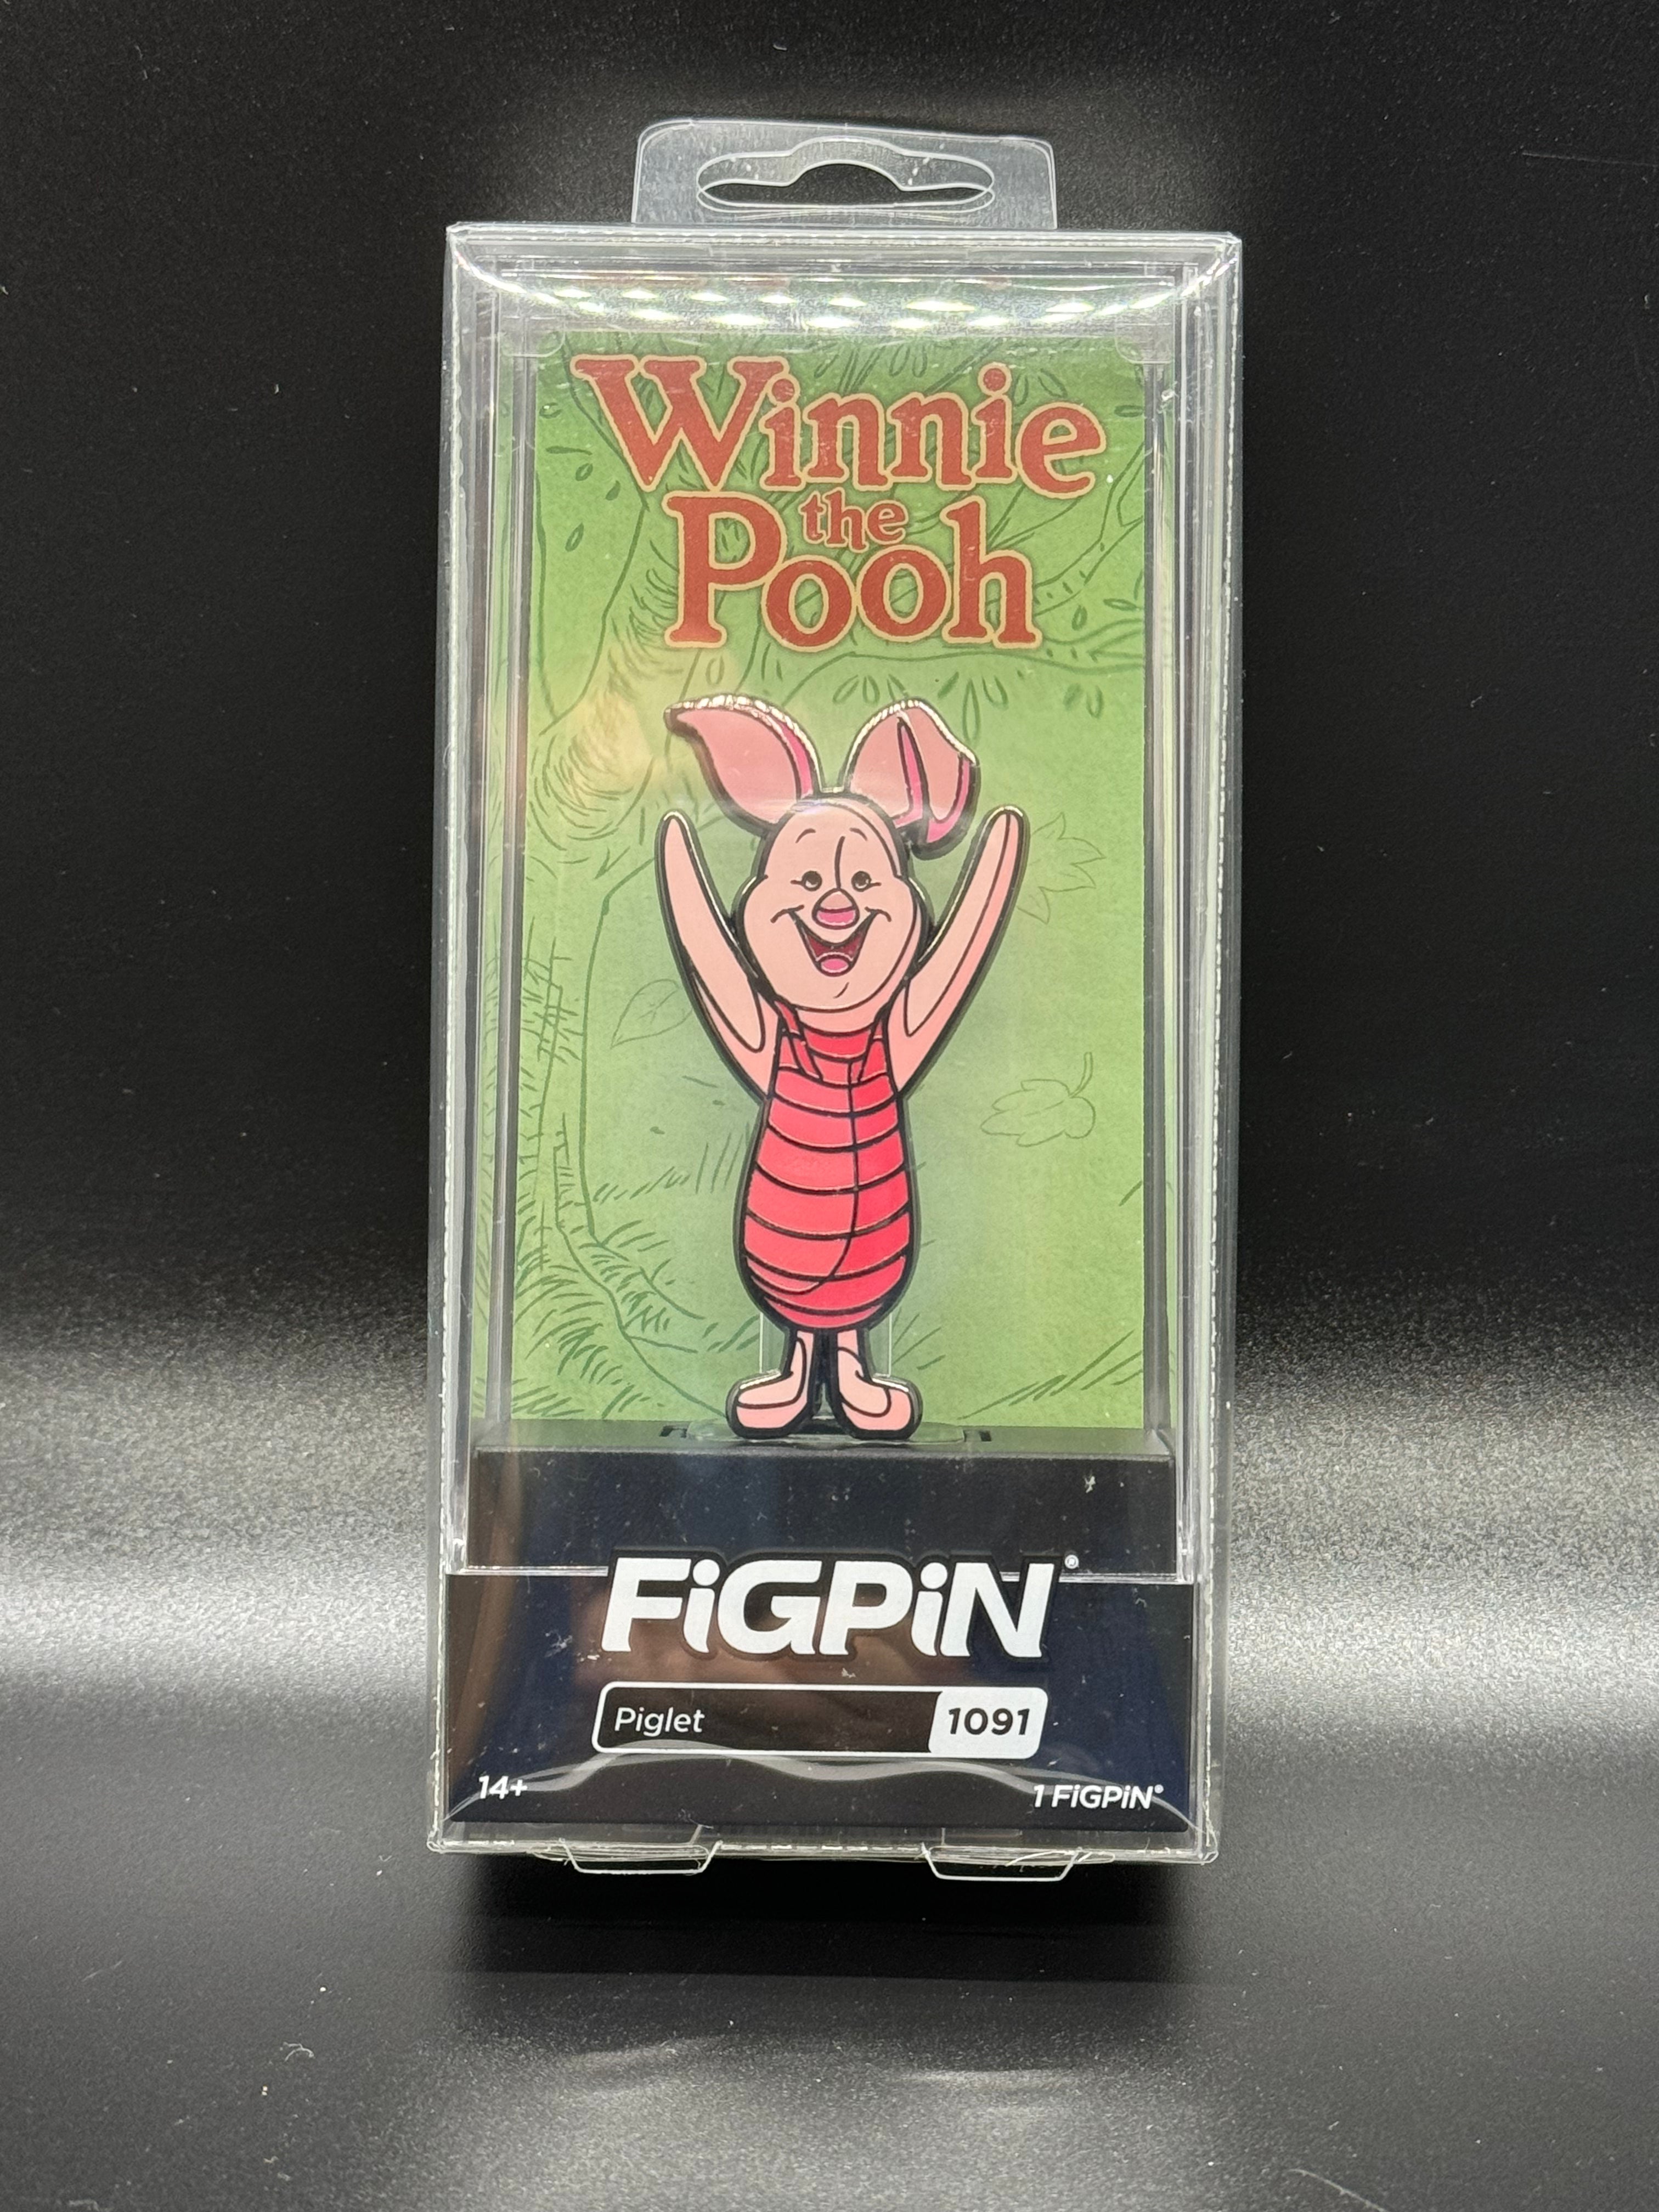 Winnie
the
Pooh
FiGPiN®
Piglet 1091
14+ 1 FiGPiN®